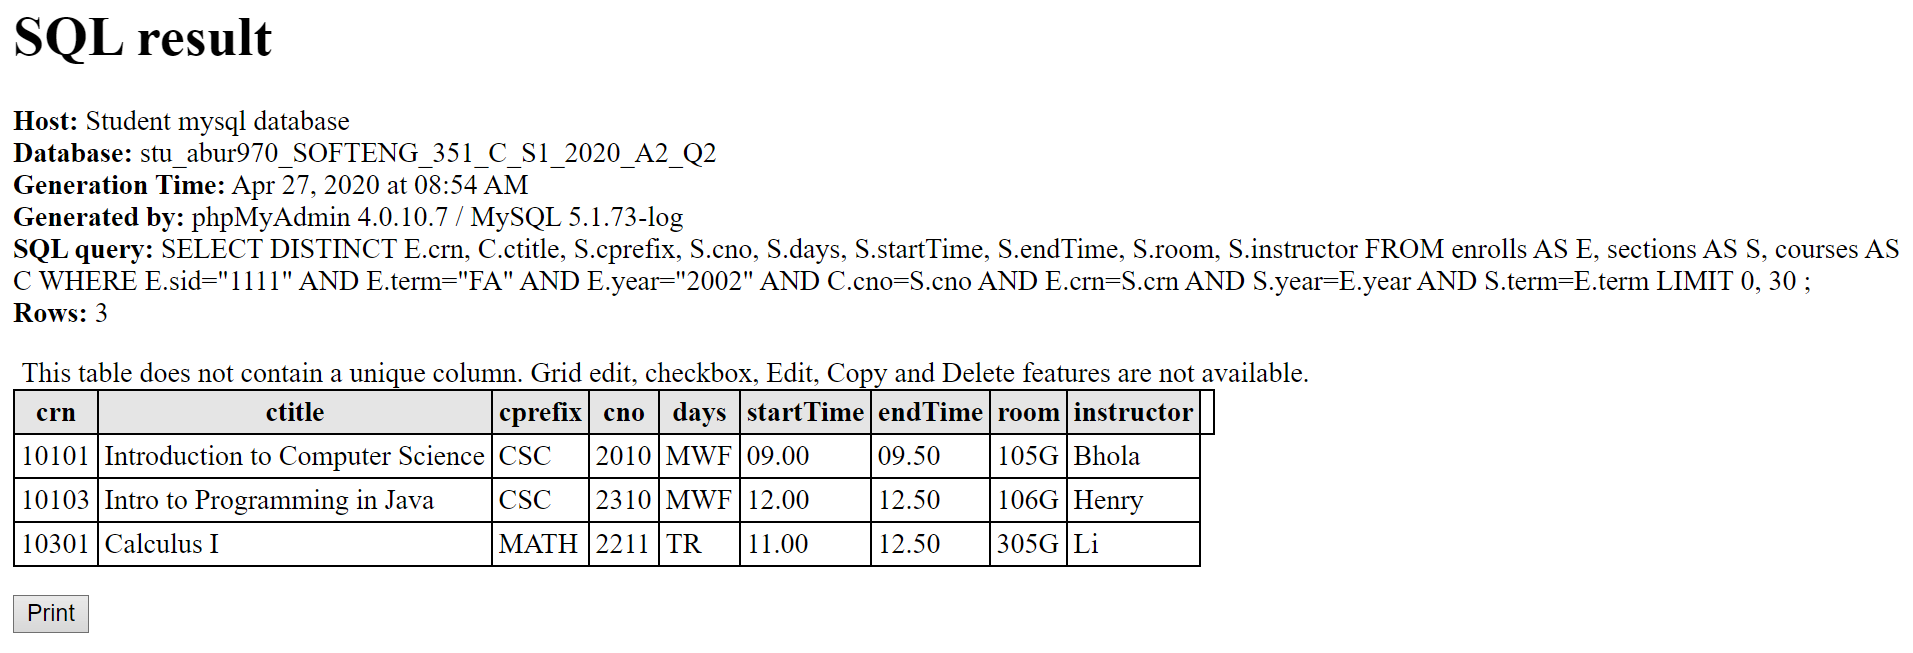 SQL result
Host: Student mysql database
Database: stu_abur970_SOFTENG_351_C_S1_2020_A2_Q2
Generation Time: Apr 27, 2020 at 08:54 AM
Generated by: phpMyAdmin 4.0.10.7 / MySQL 5.1.73-log
SQL query: SELECT DISTINCT E.crn, C.ctitle, S.cprefix, S.cno, S.days, S.startTime, S.endTime, S.room, S.instructor FROM enrolls AS E, sections AS S, courses AS
C WHERE E.sid="1111" AND E.term="FA" AND E.year="2002" AND C.cno=S.cno AND E.crn=S.crn AND S.year=E.year AND S.term=E.term LIMIT 0, 30 ;
Rows: 3
This table does not contain a unique column. Grid edit, checkbox, Edit, Copy and Delete features are not available.
crn ctitle cprefix cno days startTime endTime room instructor
10101 Introduction to Computer Science CSC 2010 MWF 09.00 09.50 105G Bhola
10103 Intro to Programming in Java CSC 2310 MWF 12.00 12.50 106G Henry
10301 Calculus I MATH 2211 TR 11.00 12.50 305G Li
Print